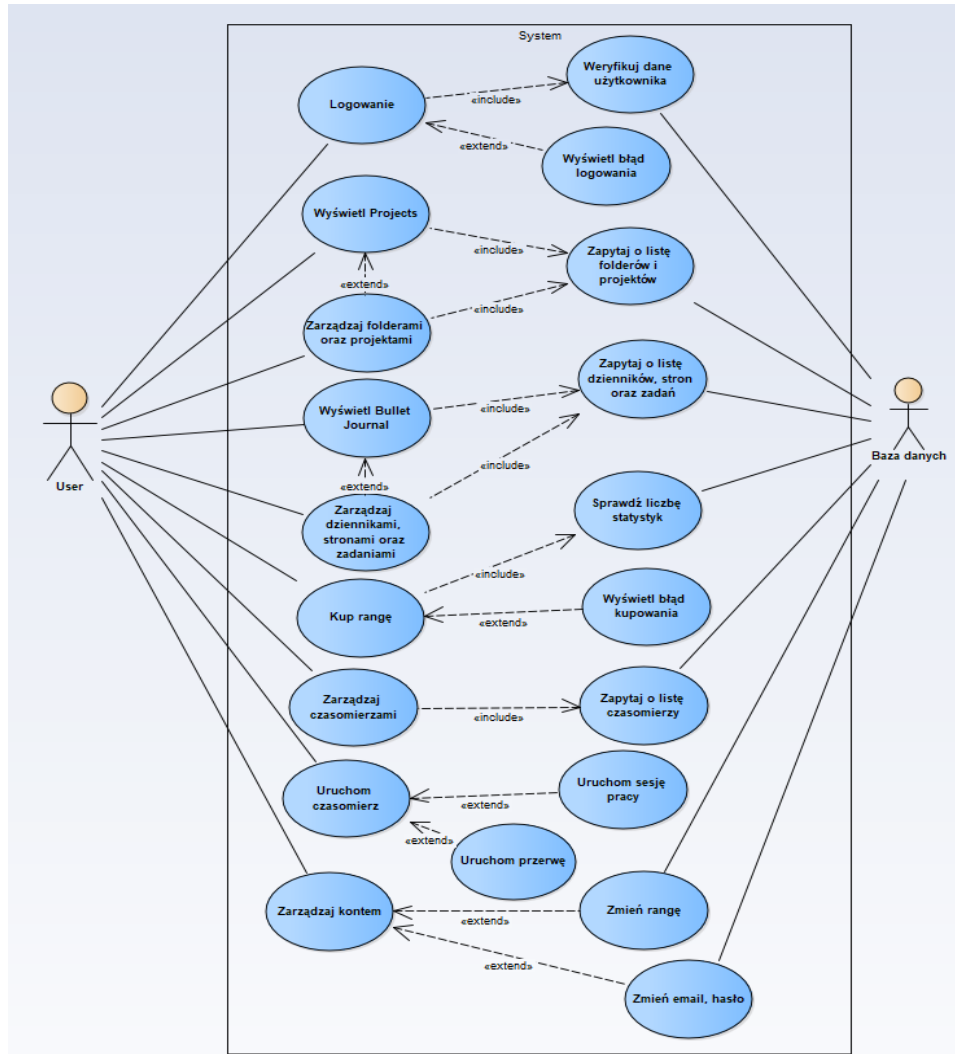 System
Logowanie
«include»
Weryfikuj dane
użytkownika
«extend»
Wyświetl błąd
logowania
Wyświetl Projects
«include»
Zapytaj o listę
folderów i
projektów
«extend»
Zarządzaj folderami
oraz projektami
«include»
Wyświetl Bullet
Journal
«include»
Zapytaj o listę
dzienników, stron
oraz zadań
User
Baza danych
«extend»
«include»
Zarządzaj
dziennikami,
stronami oraz
zadaniami
Sprawdź liczbę
statystyk
«include»
Kup rangę
«extend»
Wyświetl błąd
kupowania
Zarządzaj
czasomierzami
«include»
Zapytaj o listę
czasomierzy
Uruchom
czasomierz
«extend»
Uruchom sesję
pracy
«extend»
Uruchom przerwę
Zarządzaj kontem
«extend»
Zmień rangę
«extend»
Zmień email, hasło